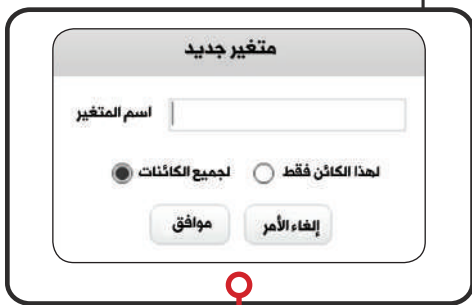 متغير جديد
اسم المتغير
لهذا الكائن فقط لجميع الكائنات
إلغاء الأمر موافق